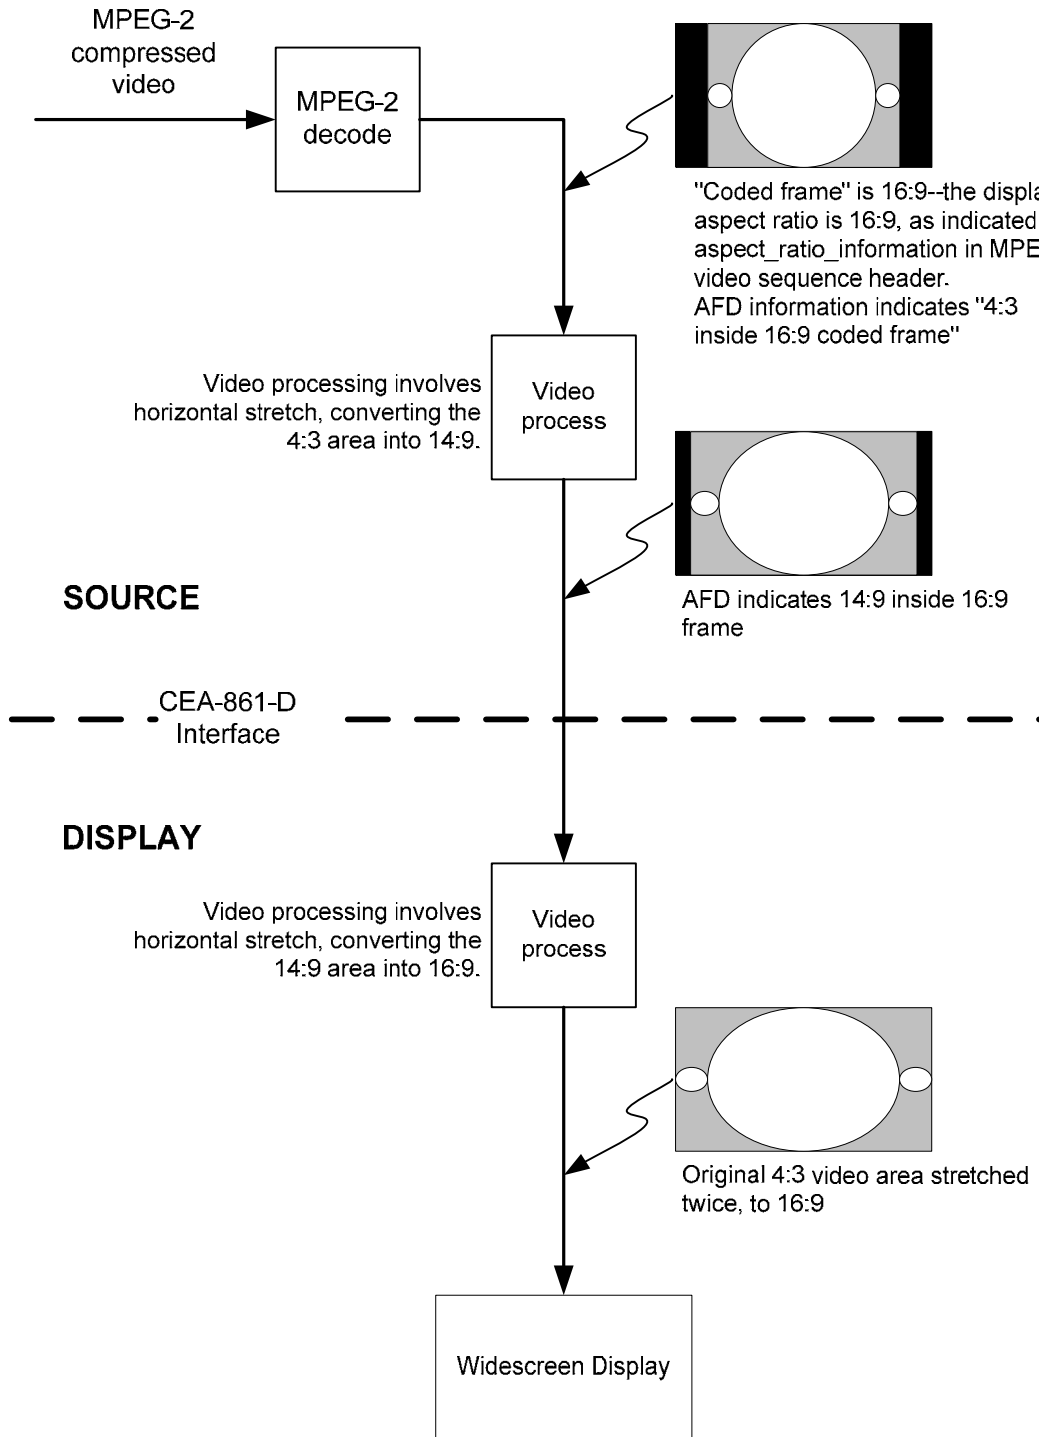 MPEG-2
compressed
video
MPEG-2
decode
"Coded frame" is 16:9--the
aspect ratio is 16:9, as indicated
aspect_ratio_information in
video sequence header.
AFD information indicates "4:3
inside 16:9 coded frame"
Video processing involves
horizontal stretch, converting the
4:3 area into 14:9.
Video
process
AFD indicates 14:9 inside 16:9
frame
SOURCE
CEA-861-D
Interface
DISPLAY
Video processing involves
horizontal stretch, converting the
14:9 area into 16:9.
Video
process
Original 4:3 video area stretched
twice, to 16:9
Widescreen Display